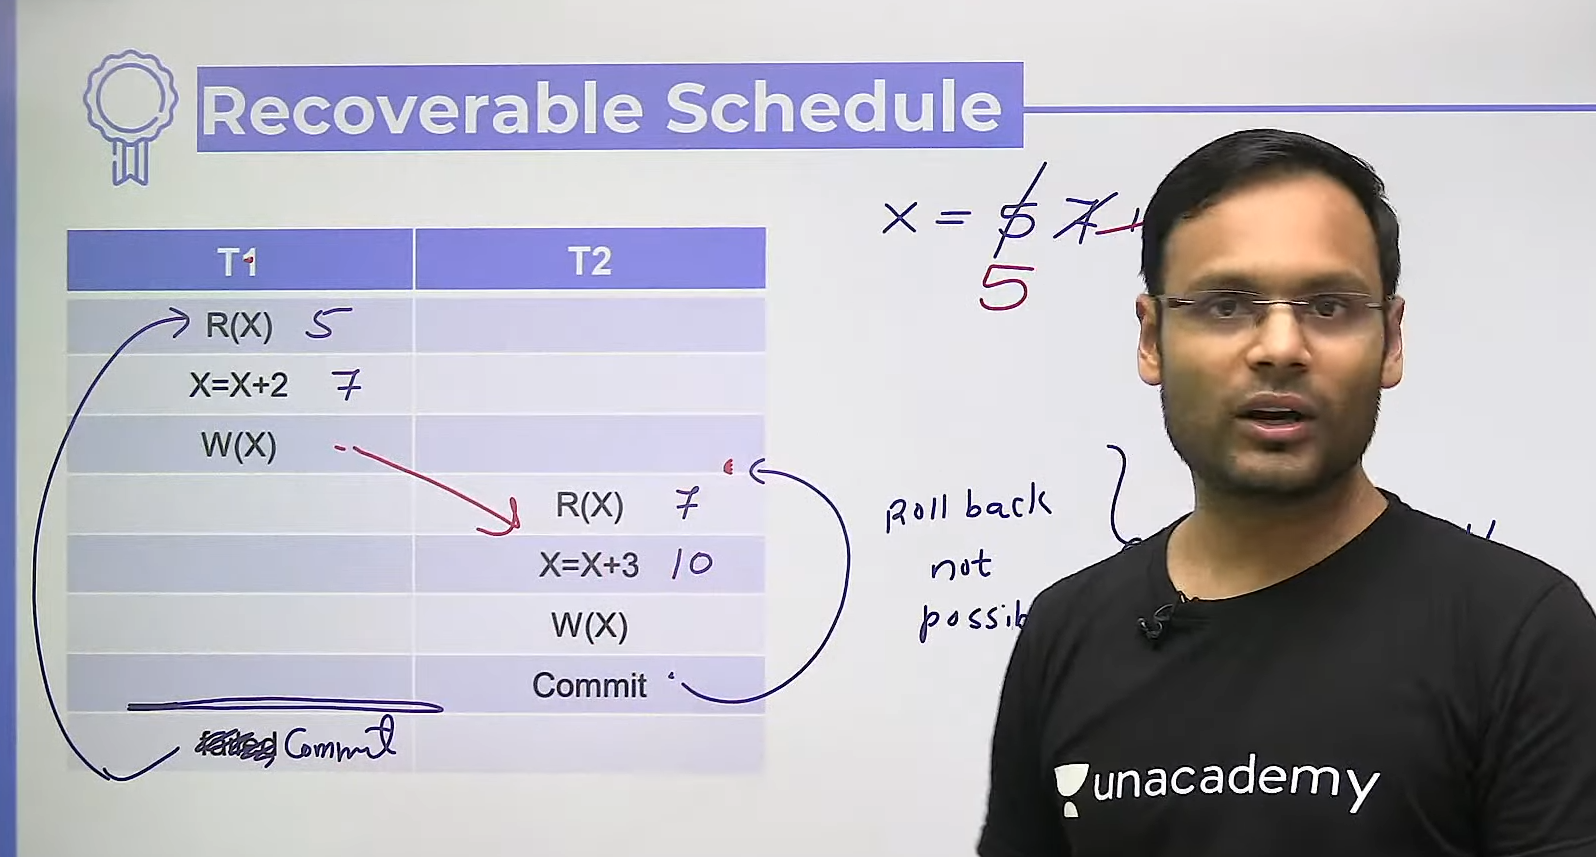 Recoverable Schedule
X = 5 7
5
T1 T2
R(X) 5
X=X+2 7
W(X)
R(X) 7
X=X+3 10
W(X)
Commit
Commit
Roll back
not
unacademy